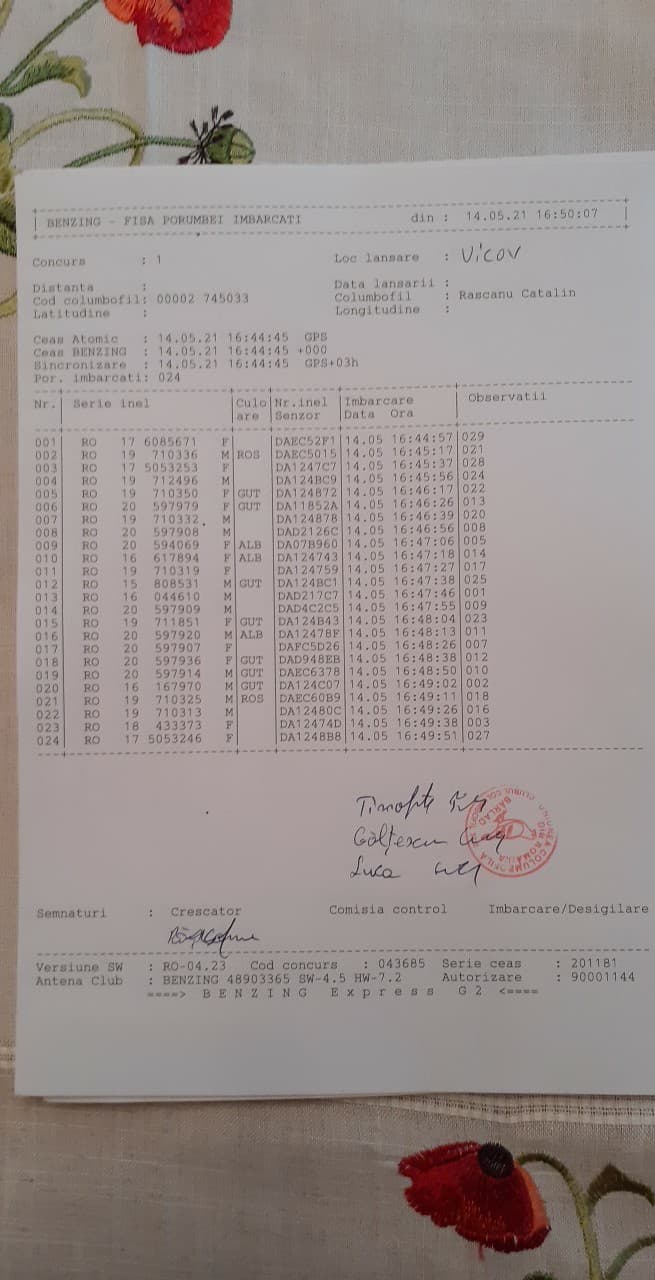 BENZING - FISA PORUMBEI IMBARCATI din : 14.05.21 16:50:07
Concurs : 1 Loc lansare : Vicov
Distanta : Data lansarii :
Cod columbofil: 00002 745033 Columbofil : Rascanu Catalin
Latitudine : Longitudine :
Ceas Atomic : 14.05.21 16:44:45 GPS
Ceas BENZING : 14.05.21 16:44:45 +000
Sincronizare : 14.05.21 16:44:45 GPS+03h
Por. imbarcati: 024
Nr. Serie inel Culo Nr.inel Imbarcare Observatii
are Senzor Data Ora
001 RO 17 6085671 F DAEC52F1 14.05 16:44:57 029
002 RO 19 710336 M ROS DAEC5015 14.05 16:45:17 021
003 RO 17 5053253 F DA1247C7 14.05 16:45:37 028
004 RO 19 712496 M DA124BC9 14.05 16:45:56 024
005 RO 19 710350 F GUT DA124872 14.05 16:46:17 022
006 RO 20 597979 F GUT DA11852A 14.05 16:46:26 013
007 RO 19 710332 M DA124878 14.05 16:46:39 020
008 RO 20 597908 M DAD2126C 14.05 16:46:56 008
009 RO 20 594069 F ALB DA07B960 14.05 16:47:06 005
010 RO 16 617894 F ALB DA124743 14.05 16:47:18 014
011 RO 19 710319 F DA124759 14.05 16:47:27 017
012 RO 15 808531 M GUT DA124BC1 14.05 16:47:38 025
013 RO 16 044610 M DAD217C7 14.05 16:47:46 001
014 RO 20 597909 M DAD4C2C5 14.05 16:47:55 009
015 RO 19 711851 F GUT DA124B43 14.05 16:48:04 023
016 RO 20 597920 M ALB DA12478F 14.05 16:48:13 011
017 RO 20 597907 F DAFC5D26 14.05 16:48:26 007
018 RO 20 597936 F GUT DAD948EB 14.05 16:48:38 012
019 RO 20 597914 M GUT DAEC6378 14.05 16:48:50 010
020 RO 16 167970 M GUT DA124C07 14.05 16:49:02 002
021 RO 19 710325 M ROS DAEC60B9 14.05 16:49:11 018
022 RO 19 710313 M DA12480C 14.05 16:49:26 016
023 RO 18 433373 F DA12474D 14.05 16:49:38 003
024 RO 17 5053246 F DA1248B8 14.05 16:49:51 027
Timofte
Luca
BARLAD
DIN ROMANIA
Semnaturi : Crescator Comisia control Imbarcare/Desigilare
Versiune SW : RO-04.23 Cod concurs : 043685 Serie ceas : 201181
Antena Club : BENZING 48903365 SW-4.5 HW-7.2 Autorizare : 90001144
====> B E N Z I N G E x p r e s s G 2 <====